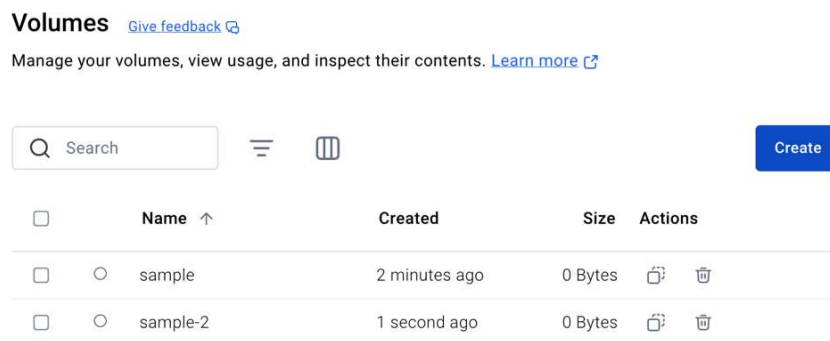 Volumes Give feedback
Manage your volumes, view usage, and inspect their contents. Learn more
Search
Create
Name Created Size Actions
sample 2 minutes ago 0 Bytes
sample-2 1 second ago 0 Bytes